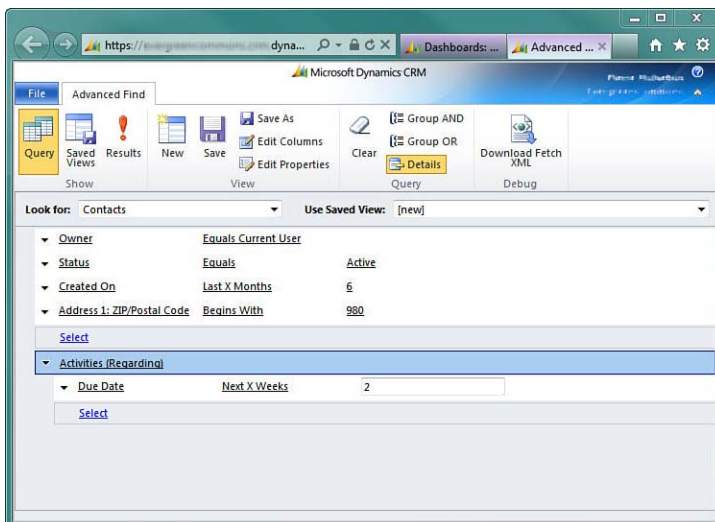 https:// dyna...
Dashboards: ...
Advanced ...
Microsoft Dynamics CRM
File
Advanced Find
Query
Saved Views
Results
New
Save
Save As
Edit Columns
Edit Properties
Clear
Group AND
Group OR
Details
Download Fetch XML
Show
View
Query
Debug
Look for: Contacts
Use Saved View: [new]
Owner Equals Current User
Status Equals Active
Created On Last X Months 6
Address 1: ZIP/Postal Code Begins With 980
Select
Activities (Regarding)
Due Date Next X Weeks 2
Select